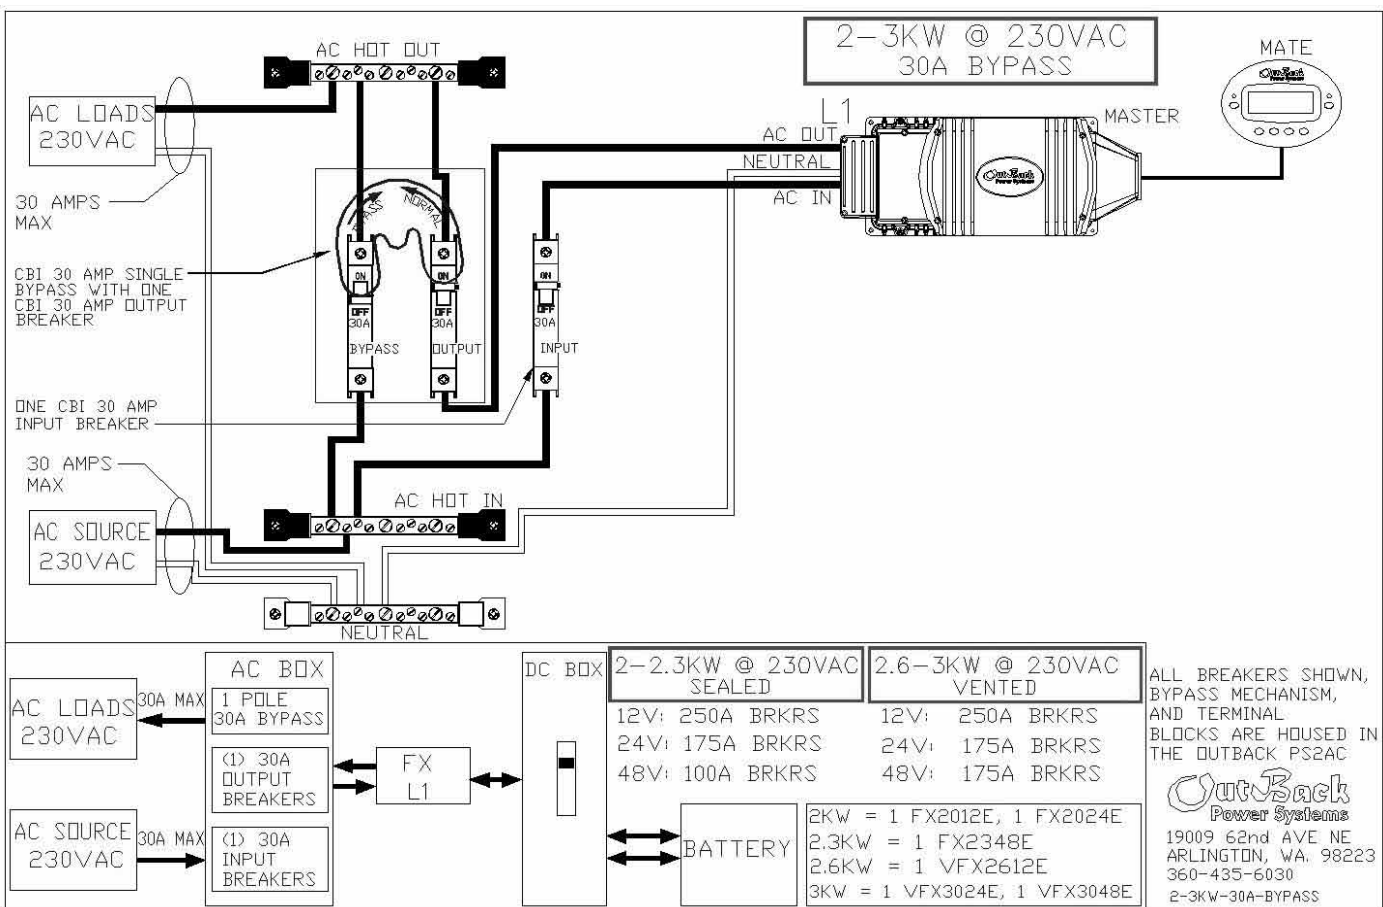 2-3KW @ 230VAC
30A BYPASS
AC HOT OUT
MATE
OutBack
Power Systems
AC LOADS
230VAC
L1
MASTER
AC OUT
NEUTRAL
AC IN
OutBack
Power Systems
30 AMPS
MAX
BYPASS
NORMAL
CBI 30 AMP SINGLE
BYPASS WITH ONE
CBI 30 AMP OUTPUT
BREAKER
ON
OFF
30A
BYPASS
ON
OFF
30A
OUTPUT
ON
OFF
30A
INPUT
ONE CBI 30 AMP
INPUT BREAKER
30 AMPS
MAX
AC HOT IN
AC SOURCE
230VAC
NEUTRAL
AC LOADS
230VAC
30A MAX
AC BOX
1 POLE
30A BYPASS
(1) 30A
OUTPUT
BREAKERS
(1) 30A
INPUT
BREAKERS
AC SOURCE
230VAC
30A MAX
FX
L1
DC BOX
BATTERY
2-2.3KW @ 230VAC
SEALED
12V: 250A BRKRS
24V: 175A BRKRS
48V: 100A BRKRS
2.6-3KW @ 230VAC
VENTED
12V: 250A BRKRS
24V: 175A BRKRS
48V: 175A BRKRS
2KW = 1 FX2012E, 1 FX2024E
2.3KW = 1 FX2348E
2.6KW = 1 VFX2612E
3KW = 1 VFX3024E, 1 VFX3048E
ALL BREAKERS SHOWN,
BYPASS MECHANISM,
AND TERMINAL
BLOCKS ARE HOUSED IN
THE OUTBACK PS2AC
OutBack
Power Systems
19009 62nd AVE NE
ARLINGTON, WA. 98223
360-435-6030
2-3KW-30A-BYPASS